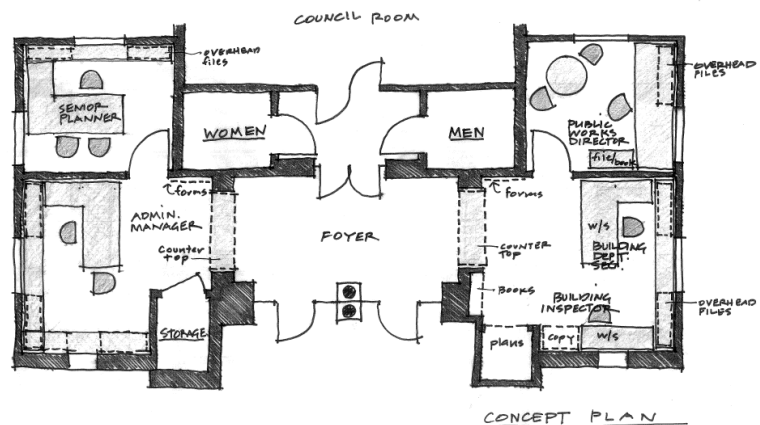 COUNCIL ROOM
OVERHEAD
files
OVERHEAD
FILES
SENIOR
PLANNER
WOMEN
MEN
PUBLIC
WORKS
DIRECTOR
file/book
forms
forms
ADMIN.
MANAGER
FOYER
w/s
BUILDING
DEPT.
SEC.
Counter
top
COUNTER
TOP
BOOKS
BUILDING
INSPECTOR
OVERHEAD
FILES
STORAGE
plans
copy
w/s
CONCEPT PLAN